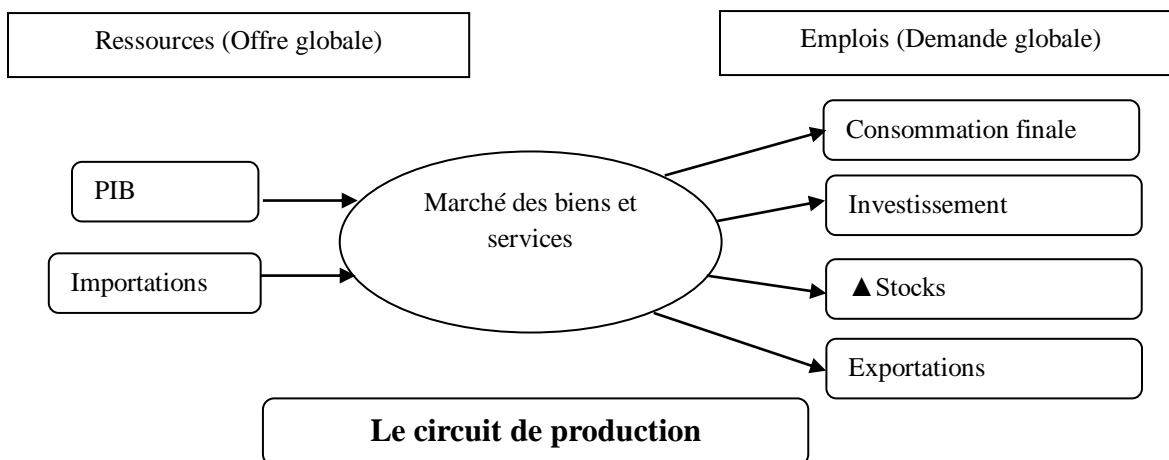 Ressources (Offre globale)
Emplois (Demande globale)
PIB
Importations
Marché des biens et
services
Consommation finale
Investissement
▲Stocks
Exportations
Le circuit de production